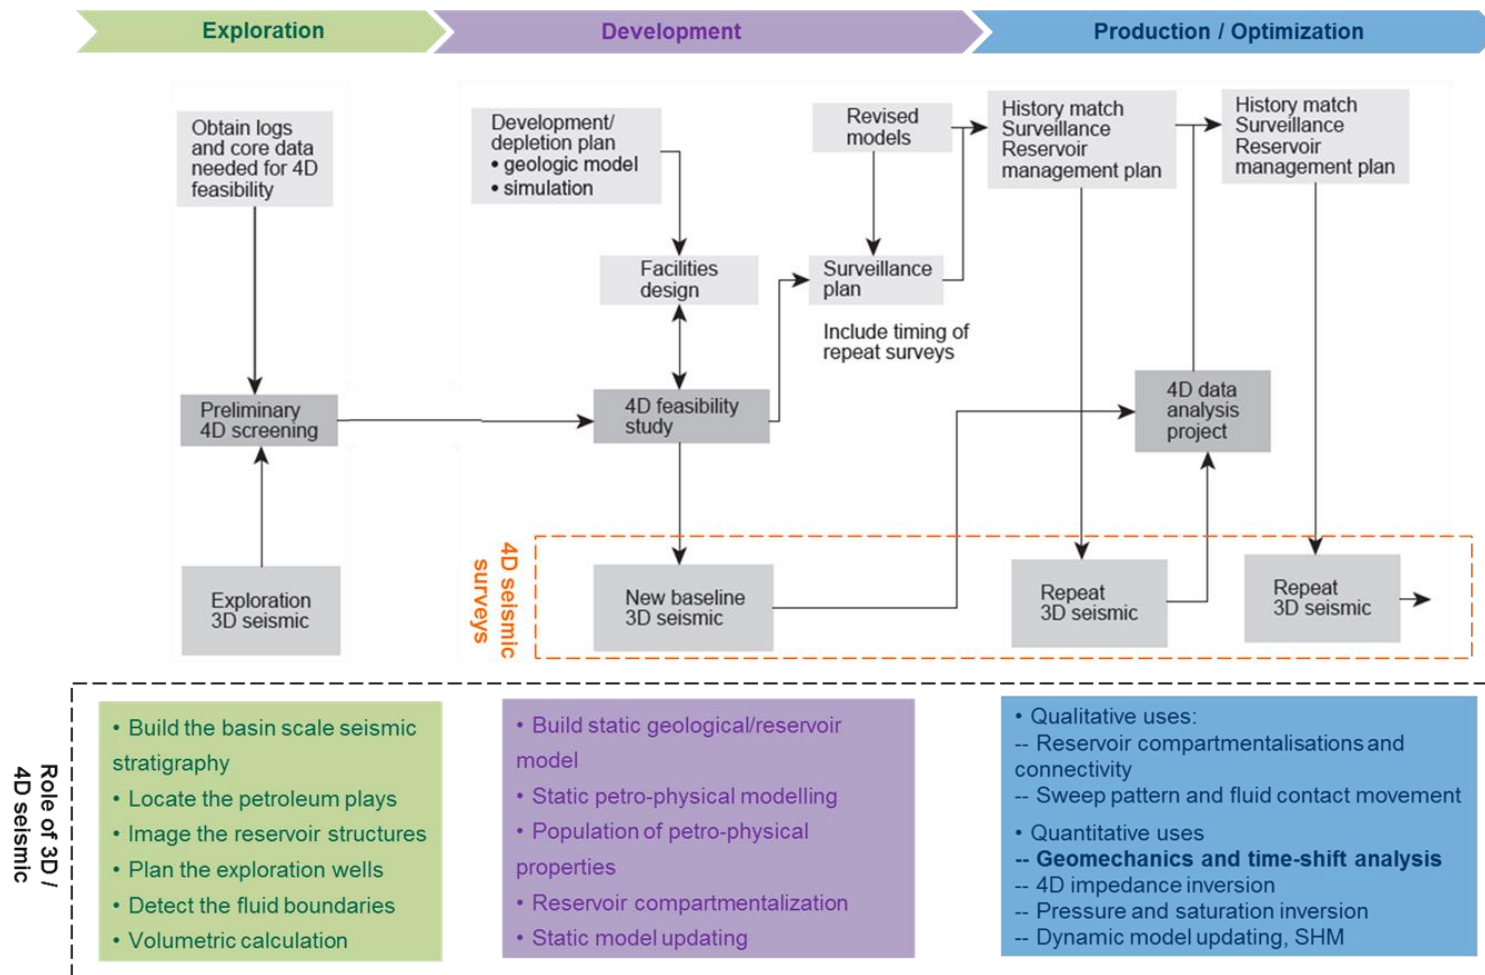 Exploration
Development
Production / Optimization
Obtain logs
and core data
needed for 4D
feasibility
Development/
depletion plan
• geologic model
• simulation
Revised
models
History match
Surveillance
Reservoir
management plan
History match
Surveillance
Reservoir
management plan
Facilities
design
Surveillance
plan
Include timing of
repeat surveys
Preliminary
4D screening
4D feasibility
study
4D data
analysis
project
4D seismic
surveys
Exploration
3D seismic
New baseline
3D seismic
Repeat
3D seismic
Repeat
3D seismic
Role of 3D /
4D seismic
• Build the basin scale seismic
stratigraphy
• Locate the petroleum plays
• Image the reservoir structures
• Plan the exploration wells
• Detect the fluid boundaries
• Volumetric calculation
• Build static geological/reservoir
model
• Static petro-physical modelling
• Population of petro-physical
properties
• Reservoir compartmentalization
• Static model updating
• Qualitative uses:
-- Reservoir compartmentalisations and
connectivity
-- Sweep pattern and fluid contact movement
• Quantitative uses
-- Geomechanics and time-shift analysis
-- 4D impedance inversion
-- Pressure and saturation inversion
-- Dynamic model updating, SHM